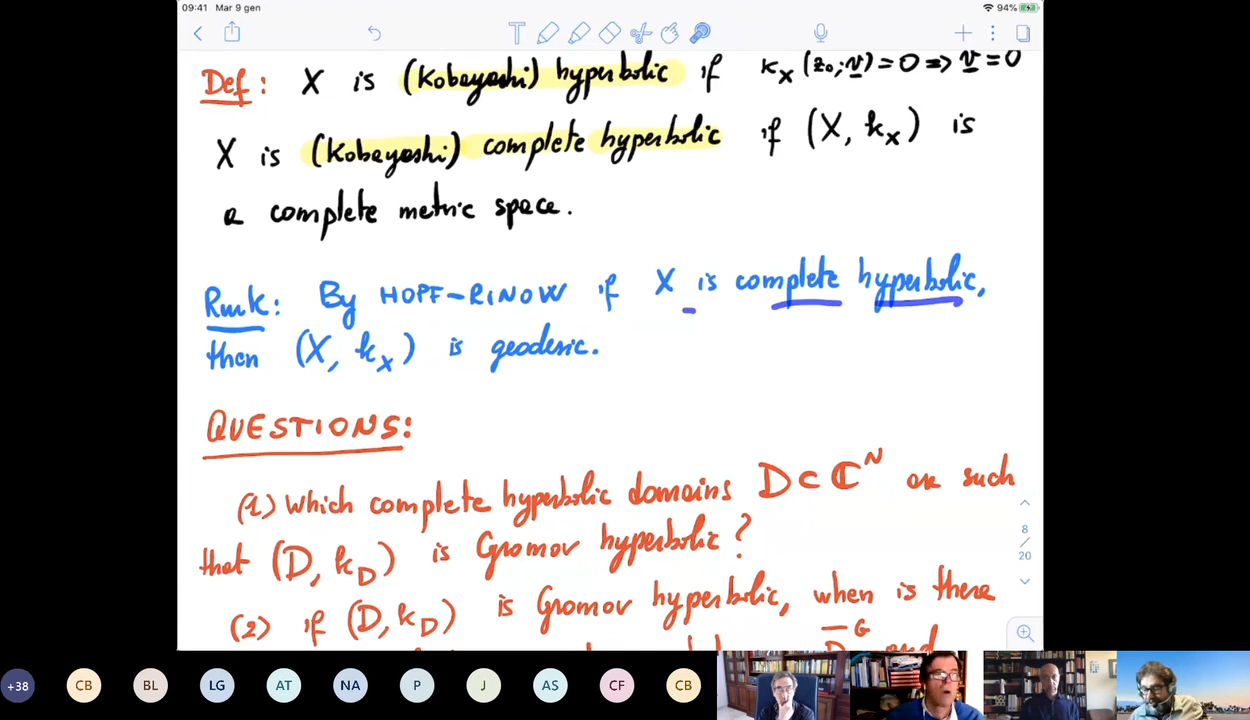 09:41 Mar 9 gen 94%
Def: X is (Kobayashi) hyperbolic if k_X(z₀; v) = 0 => v = 0
X is (Kobayashi) complete hyperbolic if (X, k_X) is
a complete metric space.
Rmk: By HOPF-RINOW if X is complete hyperbolic,
then (X, k_X) is geodesic.
QUESTIONS:
(1) Which complete hyperbolic domains D ⊂ ℂᴺ are such
that (D, k_D) is Gromov hyperbolic?
(2) if (D, k_D) is Gromov hyperbolic, when is there
D̅ᴳ and
8
/
20
+38 CB BL LG AT NA P J AS CF CB